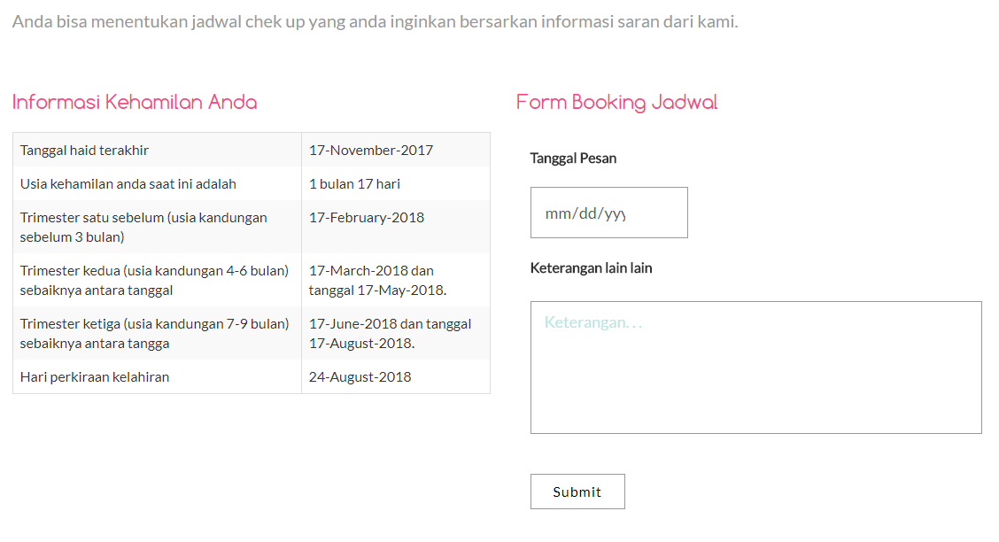 Anda bisa menentukan jadwal chek up yang anda inginkan bersarkan informasi saran dari kami.
Informasi Kehamilan Anda
Tanggal haid terakhir 17-November-2017
Usia kehamilan anda saat ini adalah 1 bulan 17 hari
Trimester satu sebelum (usia kandungan 17-February-2018
sebelum 3 bulan)
Trimester kedua (usia kandungan 4-6 bulan) 17-March-2018 dan
sebaiknya antara tanggal tanggal 17-May-2018.
Trimester ketiga (usia kandungan 7-9 bulan) 17-June-2018 dan tanggal
sebaiknya antara tangga 17-August-2018.
Hari perkiraan kelahiran 24-August-2018
Form Booking Jadwal
Tanggal Pesan
mm/dd/yyy
Keterangan lain lain
Keterangan...
Submit